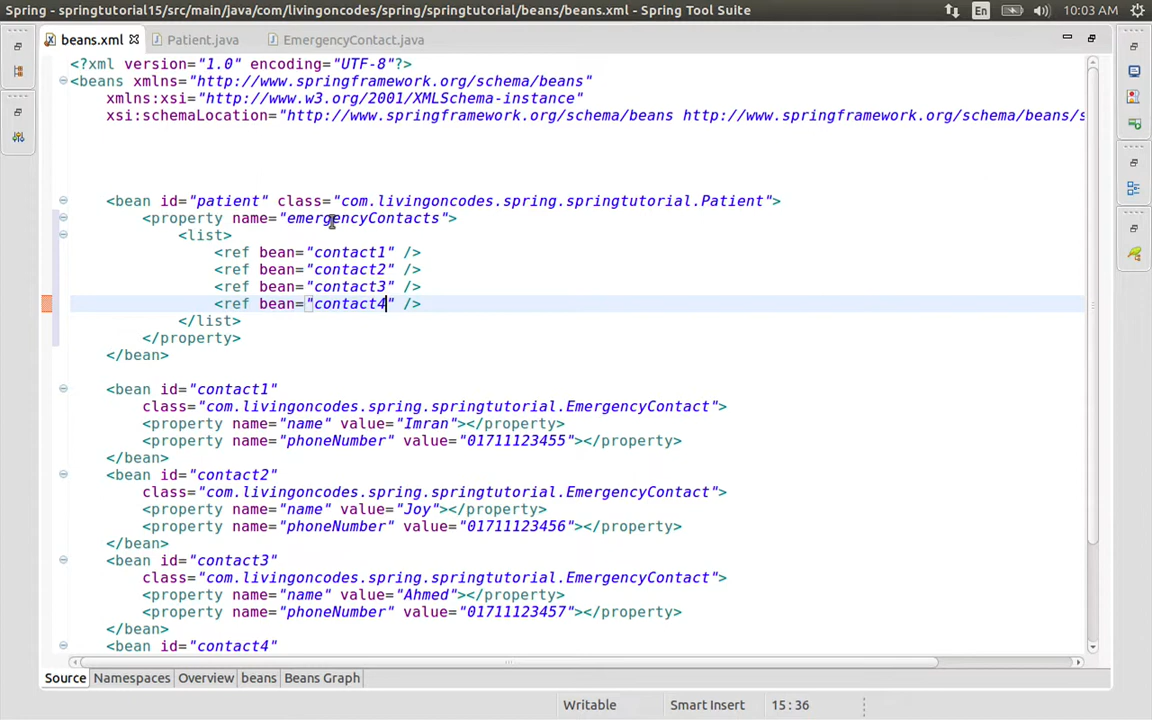 Spring - springtutorial15/src/main/java/com/livingoncodes/spring/springtutorial/beans/beans.xml - Spring Tool Suite
En
10:03 AM
beans.xml
Patient.java
EmergencyContact.java
<?xml version="1.0" encoding="UTF-8"?>
<beans xmlns="http://www.springframework.org/schema/beans"
xmlns:xsi="http://www.w3.org/2001/XMLSchema-instance"
xsi:schemaLocation="http://www.springframework.org/schema/beans http://www.springframework.org/schema/beans/s
<bean id="patient" class="com.livingoncodes.spring.springtutorial.Patient">
<property name="emergencyContacts">
<list>
<ref bean="contact1" />
<ref bean="contact2" />
<ref bean="contact3" />
<ref bean="contact4" />
</list>
</property>
</bean>
<bean id="contact1"
class="com.livingoncodes.spring.springtutorial.EmergencyContact">
<property name="name" value="Imran"></property>
<property name="phoneNumber" value="01711123455"></property>
</bean>
<bean id="contact2"
class="com.livingoncodes.spring.springtutorial.EmergencyContact">
<property name="name" value="Joy"></property>
<property name="phoneNumber" value="01711123456"></property>
</bean>
<bean id="contact3"
class="com.livingoncodes.spring.springtutorial.EmergencyContact">
<property name="name" value="Ahmed"></property>
<property name="phoneNumber" value="01711123457"></property>
</bean>
<bean id="contact4"
Source
Namespaces
Overview
beans
Beans Graph
Writable
Smart Insert
15 : 36